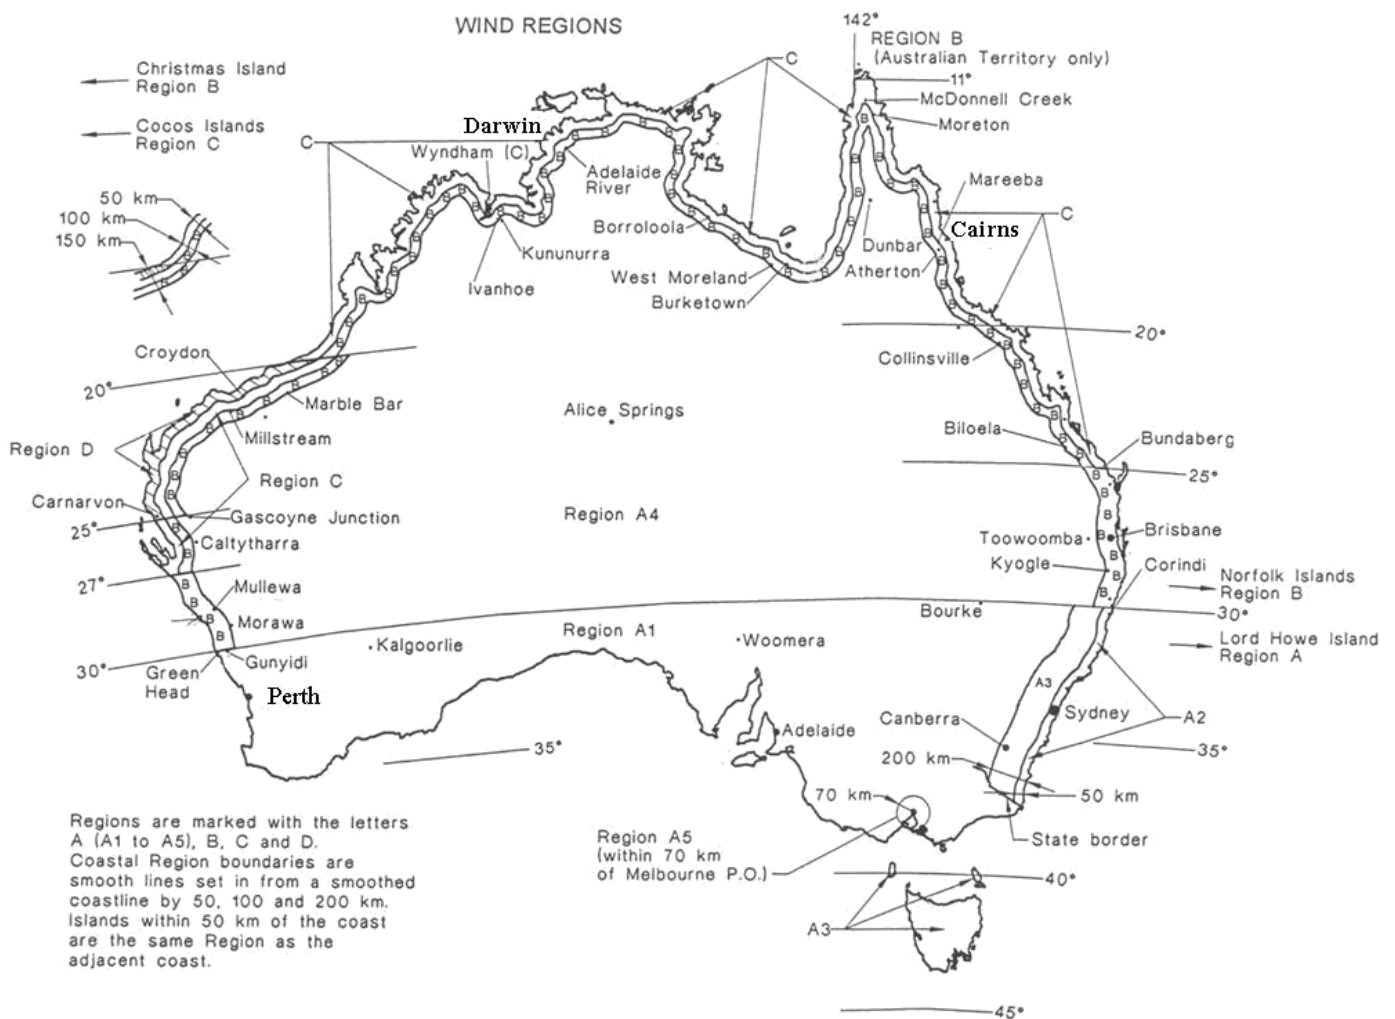 WIND REGIONS
142°
REGION B
(Australian Territory only)
11°
McDonnell Creek
Moreton
C
Christmas Island
Region B
Cocos Islands
Region C
C
Darwin
Wyndham (C)
Adelaide
River
Mareeba
C
Cairns
50 km
100 km
150 km
Borroloola
Kununurra
Dunbar
Atherton
Ivanhoe
West Moreland
Burketown
20°
Collinsville
Croydon
20°
Marble Bar
Alice Springs
Millstream
Biloela
Bundaberg
Region D
Region C
25°
Carnarvon
25°
Gascoyne Junction
Region A4
Caltytharra
Toowoomba
Brisbane
Kyogle
Corindi
27°
Mullewa
Norfolk Islands
Region B
Morawa
Bourke
30°
Region A1
Woomera
Lord Howe Island
Region A
Kalgoorlie
30°
Gunyidi
Green
Head
Perth
A3
Canberra
Sydney
A2
Adelaide
35°
35°
200 km
50 km
70 km
State border
Regions are marked with the letters
A (A1 to A5), B, C and D.
Coastal Region boundaries are
smooth lines set in from a smoothed
coastline by 50, 100 and 200 km.
Islands within 50 km of the coast
are the same Region as the
adjacent coast.
Region A5
(within 70 km
of Melbourne P.O.)
40°
A3
45°
B B B B B B B B B B B B B B B B B B B B B B B B B B B B B B B B B B B B B B B B B B B B B B B B B B B B B B B B B B B B